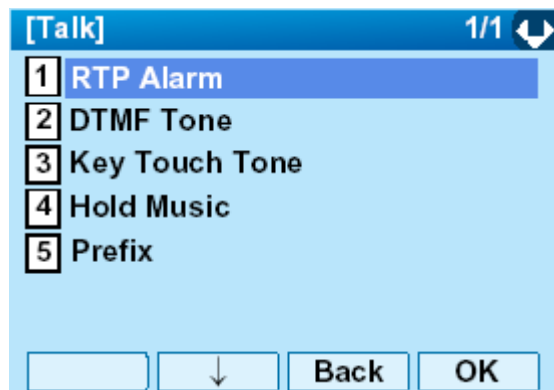 [Talk] 1/1
1 RTP Alarm
2 DTMF Tone
3 Key Touch Tone
4 Hold Music
5 Prefix
↓ Back OK